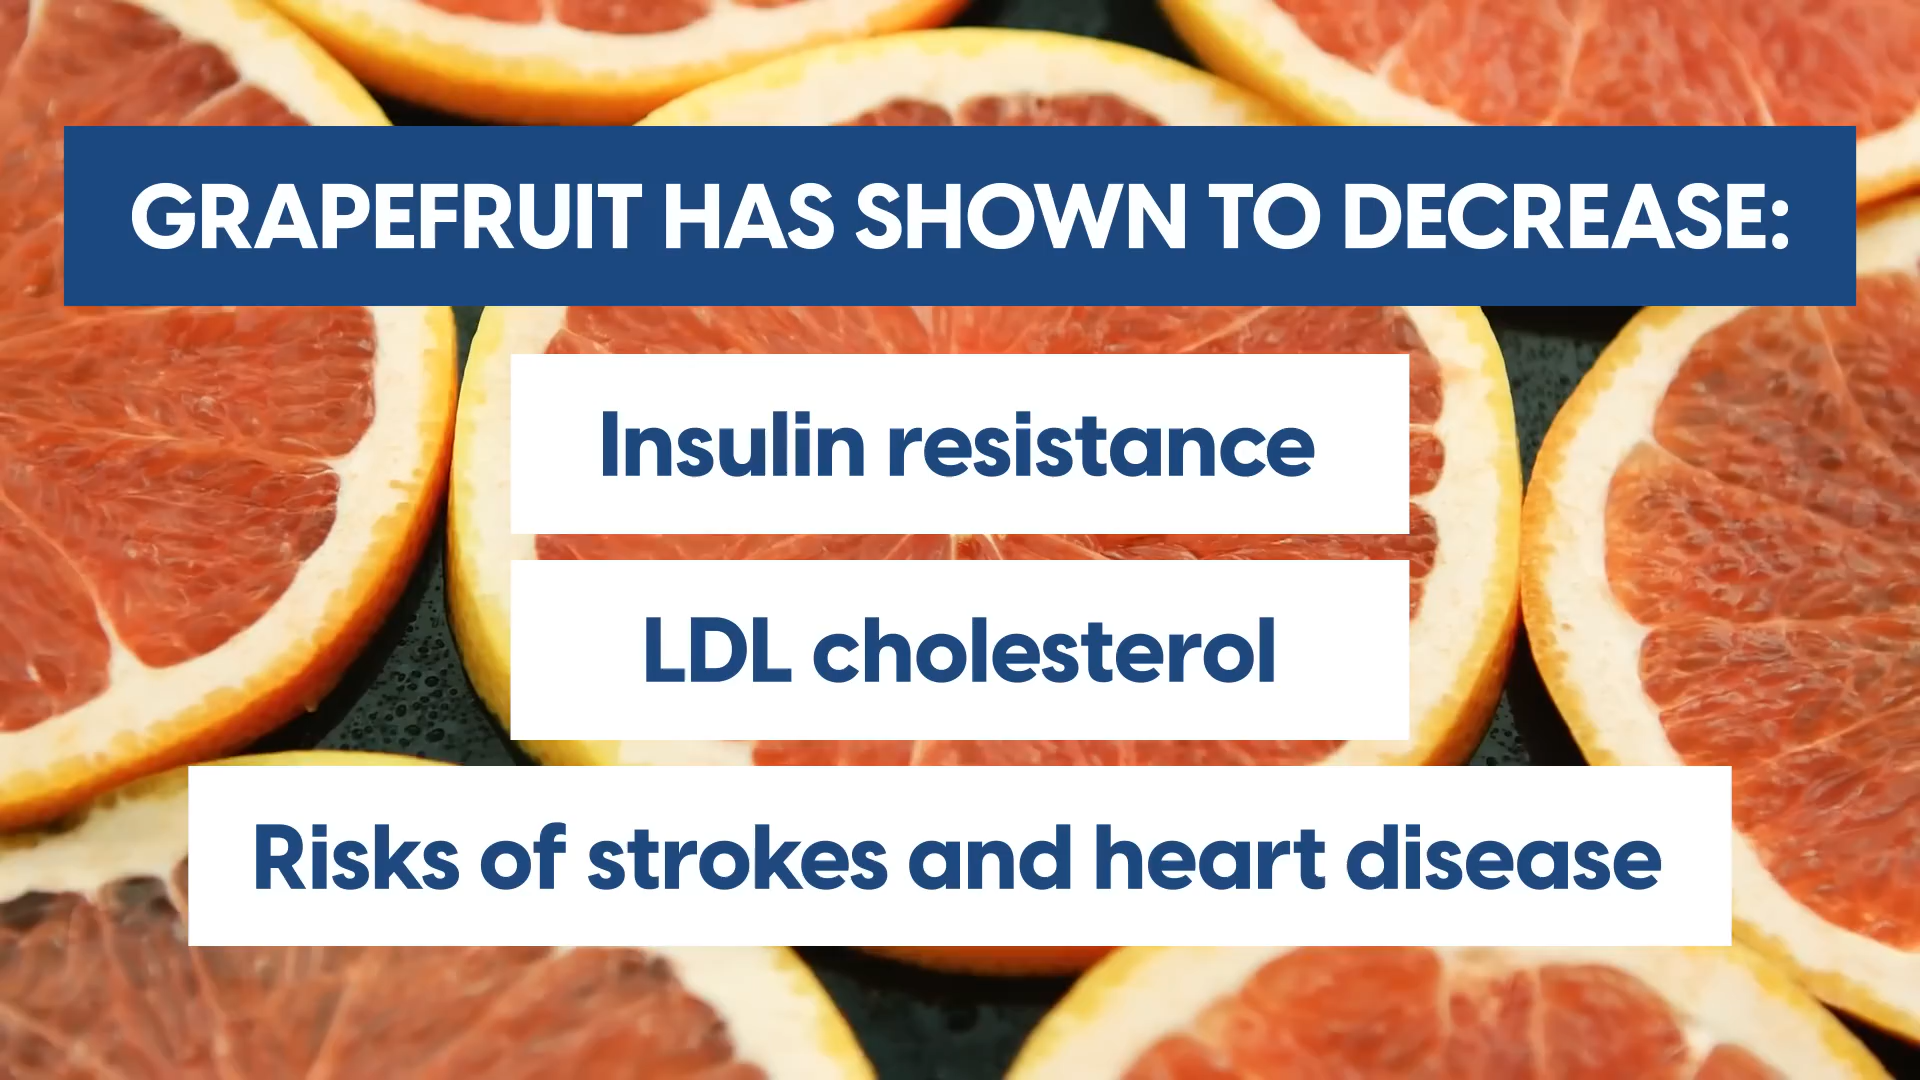 GRAPEFRUIT HAS SHOWN TO DECREASE:
Insulin resistance
LDL cholesterol
Risks of strokes and heart disease